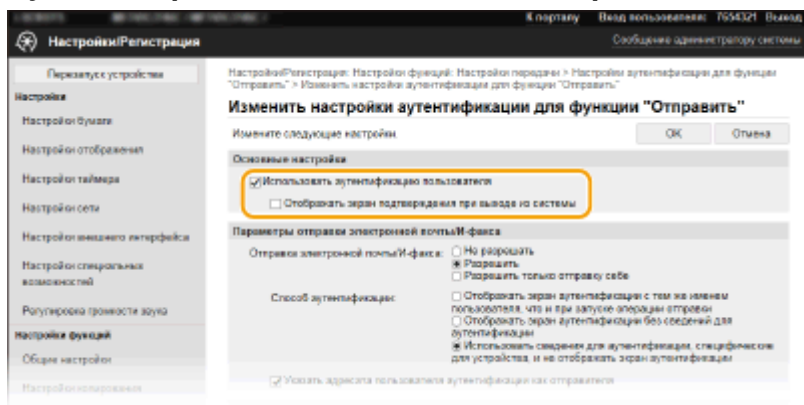 К порталу Вход пользователя: 7654321 Выход
Настройки/Регистрация
Сообщение администратору системы
Перезапуск устройства
Настройки
Настройки бумаги
Настройки отображения
Настройки таймера
Настройки сети
Настройки внешнего интерфейса
Настройки специальных
возможностей
Регулировка громкости звука
Настройки функций
Общие настройки
Настройки копирования
Настройки/Регистрация: Настройки функций: Настройки передачи > Настройки аутентификации для функции
"Отправить" > Изменить настройки аутентификации для функции "Отправить"
Изменить настройки аутентификации для функции "Отправить"
Измените следующие настройки.
OK Отмена
Основные настройки
Использовать аутентификацию пользователя
Отображать экран подтверждения при выводе из системы
Параметры отправки электронной почты/И-факса
Отправка электронной почты/И-факса: Не разрешать
Разрешить
Разрешить только отправку себе
Способ аутентификации: Отображать экран аутентификации с тем же именем
пользователя, что и при запуске операции отправки
Отображать экран аутентификации без сведений для
аутентификации
Использовать сведения для аутентификации, специфические
для устройства, и не отображать экран аутентификации
Указать адресата пользователя аутентификации как отправителя